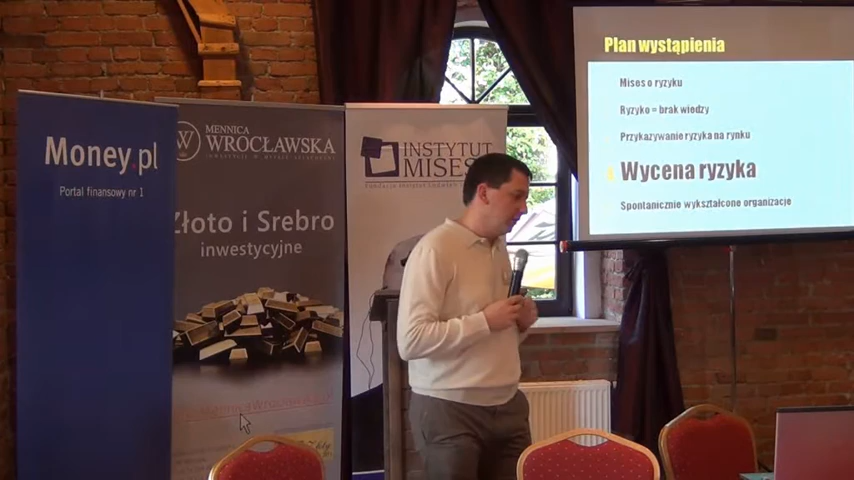 Money.pl
Portal finansowy nr 1
W
MENNICA
WROCŁAWSKA
Złoto i Srebro
inwestycyjne
INSTYTUT
MISES
Plan wystąpienia
Mises o ryzyku
Ryzyko = brak wiedzy
Przekazywanie ryzyka na rynku
Wycena ryzyka
Spontanicznie wykształcone organizacje